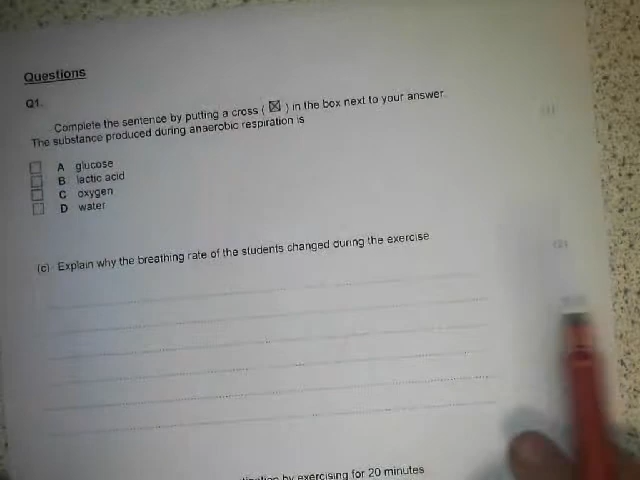 Questions
Q1.
Complete the sentence by putting a cross ( ☒ ) in the box next to your answer.
The substance produced during anaerobic respiration is
(1)
A glucose
B lactic acid
C oxygen
D water
(c) Explain why the breathing rate of the students changed during the exercise.
(2)
by exercising for 20 minutes